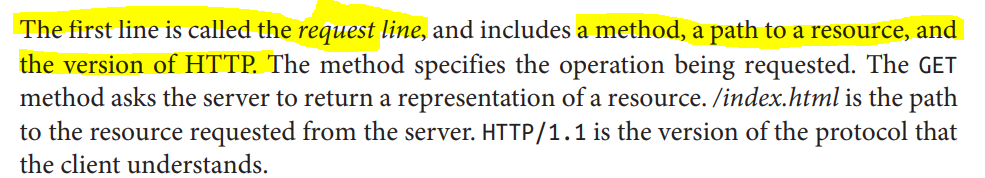 The first line is called the request line, and includes a method, a path to a resource, and
the version of HTTP. The method specifies the operation being requested. The GET
method asks the server to return a representation of a resource. /index.html is the path
to the resource requested from the server. HTTP/1.1 is the version of the protocol that
the client understands.